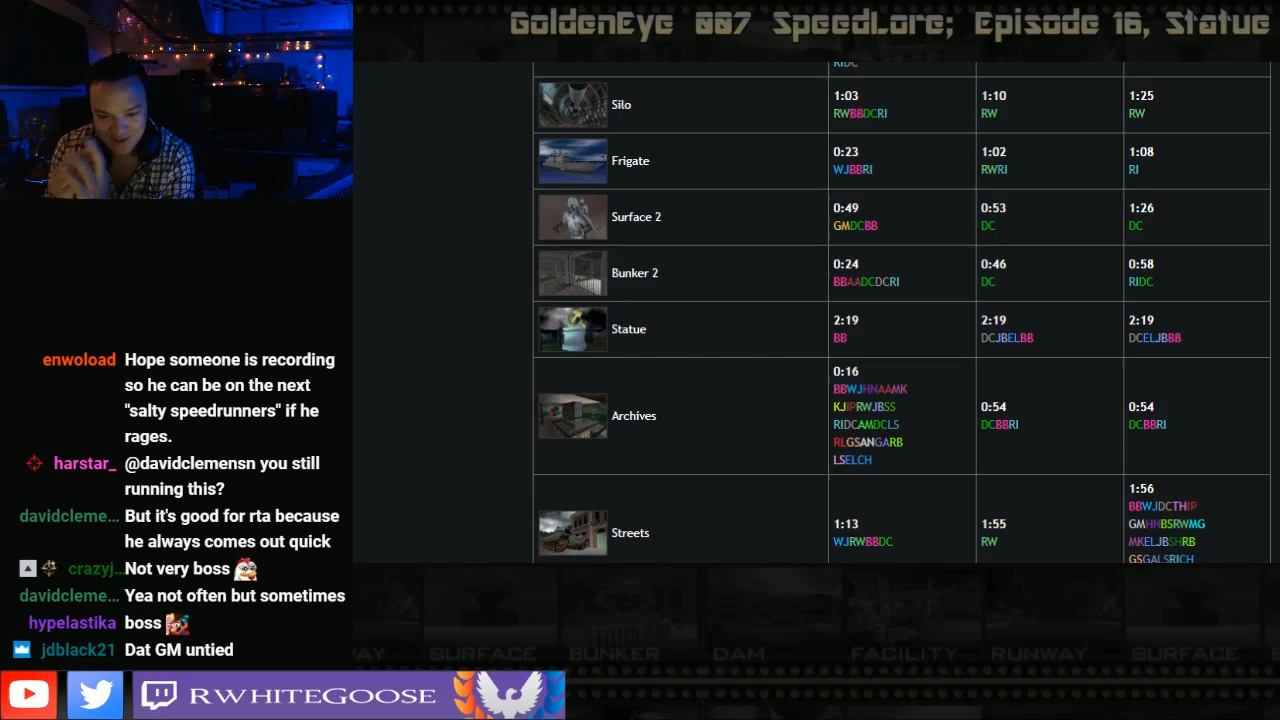 GoldenEye 007 SpeedLore; Episode 16, Statue
RIDC
Silo
1:03
RWBBDCRI
1:10
RW
1:25
RW
Frigate
0:23
WJBBRI
1:02
RWRI
1:08
RI
Surface 2
0:49
GMDCBB
0:53
DC
1:26
DC
Bunker 2
0:24
BBAADCDCRI
0:46
DC
0:58
RIDC
Statue
2:19
BB
2:19
DCJBELBB
2:19
DCELJBBB
Archives
0:16
BBWJHNAAMK
KJIPRWJBSS
RIDCAMDCLS
RLGSANGARB
LSELCH
0:54
DCBBRI
0:54
DCBBRI
Streets
1:13
WJRWBBDC
1:55
RW
1:56
BBWJDCTHIP
GMHNBSRWMG
MKELJBSHRB
GSGALSRICH
enwoload Hope someone is recording
so he can be on the next
"salty speedrunners" if he
rages.
harstar_ @davidclemensn you still
running this?
davidcleme... But it's good for rta because
he always comes out quick
crazyj... Not very boss
davidcleme... Yea not often but sometimes
hypelastika boss
jdblack21 Dat GM untied
RWHITEGOOSE
SURFACE
BUNKER
DAM
FACILITY
RUNWAY
SURFACE